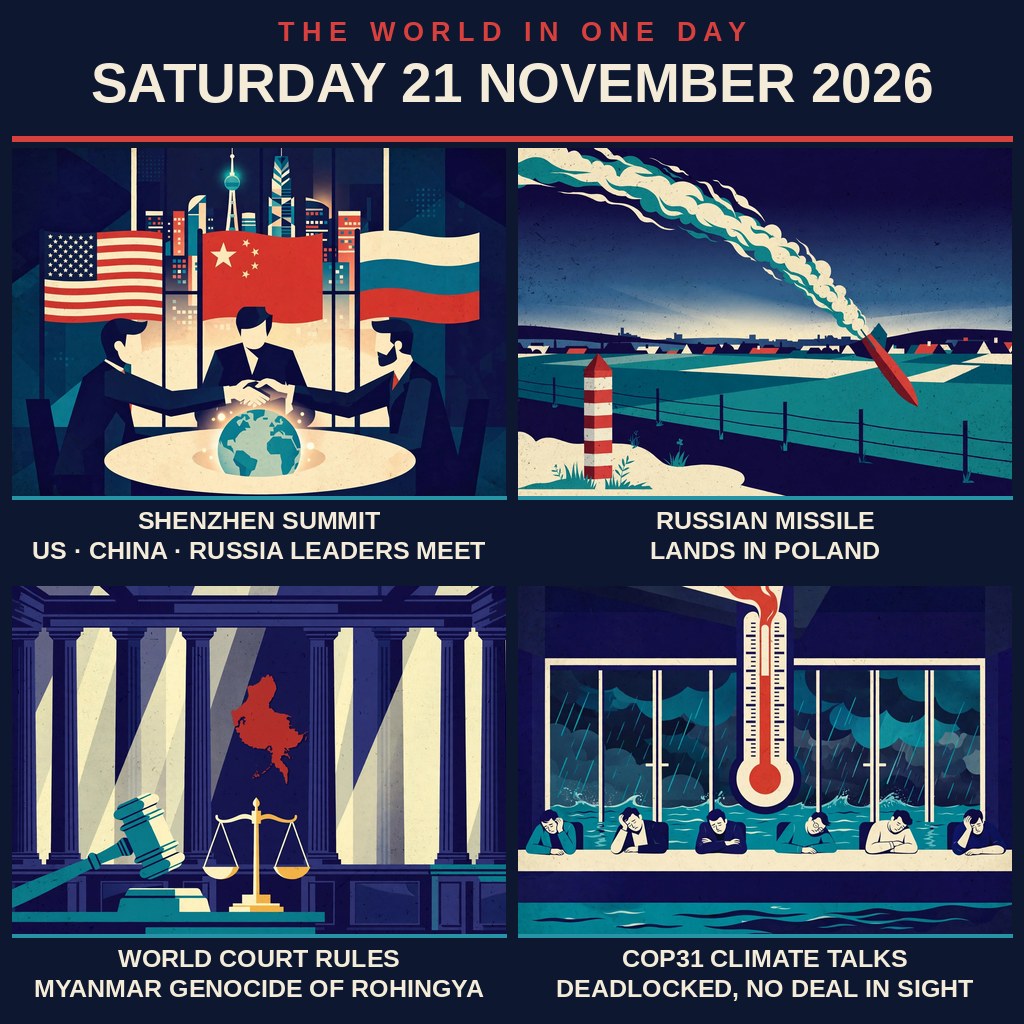 THE WORLD IN ONE DAY
SATURDAY 21 NOVEMBER 2026
SHENZHEN SUMMIT
US · CHINA · RUSSIA LEADERS MEET
RUSSIAN MISSILE
LANDS IN POLAND
WORLD COURT RULES
MYANMAR GENOCIDE OF ROHINGYA
COP31 CLIMATE TALKS
DEADLOCKED, NO DEAL IN SIGHT